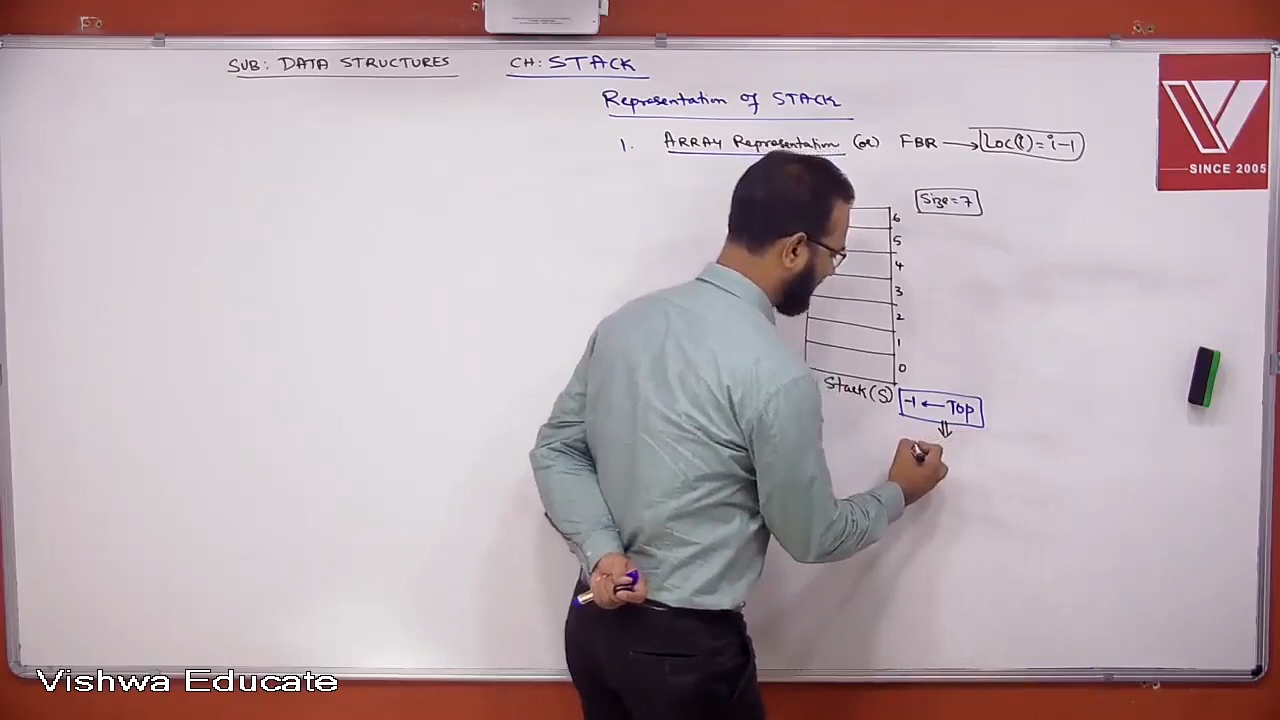 SUB: DATA STRUCTURES CH: STACK
Representation of STACK
1. ARRAY Representation (or) FBR → Loc(l)=i-1
SINCE 2005
Size=7
6
5
4
3
2
1
0
Stack(S)
-1 ← Top
Vishwa Educate